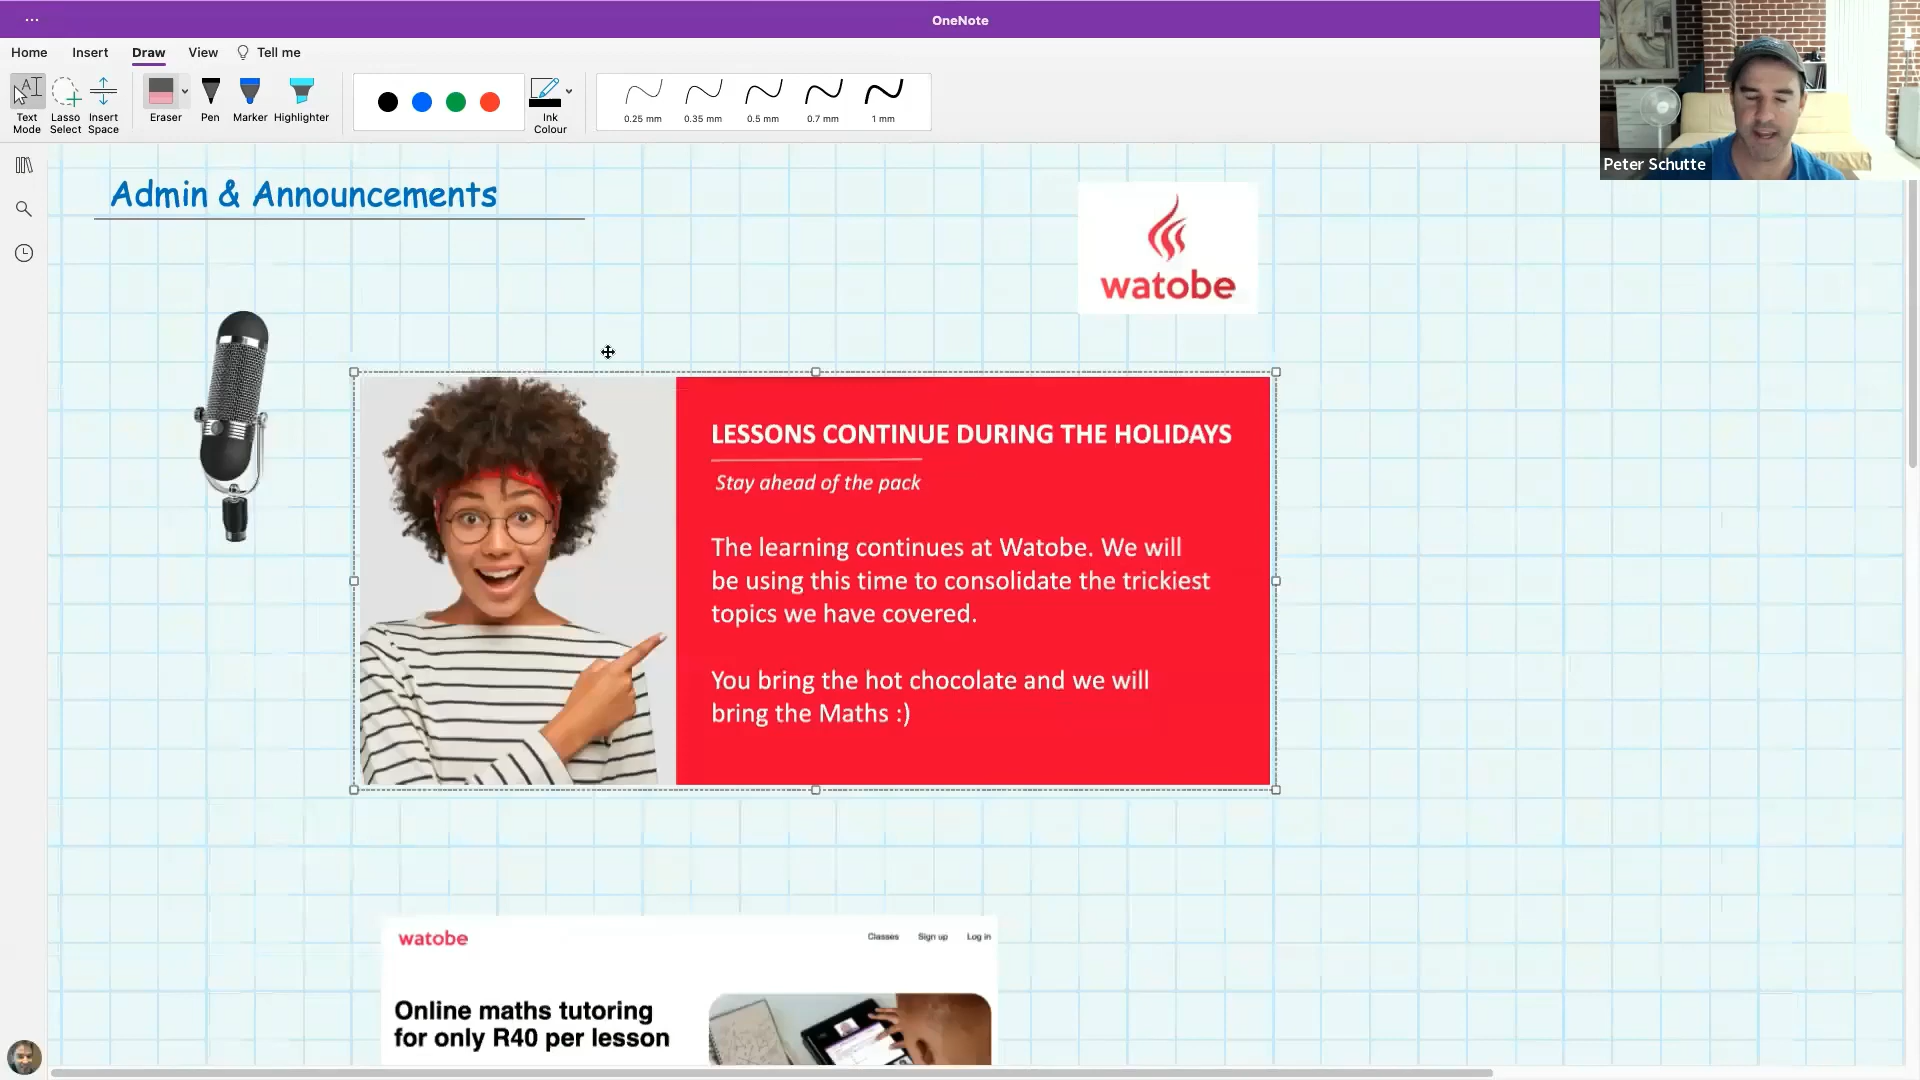 OneNote
Home Insert Draw View Tell me
Text Mode
Lasso Select
Insert Space
Eraser
Pen
Marker
Highlighter
Ink Colour
0.25 mm 0.35 mm 0.5 mm 0.7 mm 1 mm
Peter Schutte
Admin & Announcements
watobe
LESSONS CONTINUE DURING THE HOLIDAYS
Stay ahead of the pack
The learning continues at Watobe. We will
be using this time to consolidate the trickiest
topics we have covered.
You bring the hot chocolate and we will
bring the Maths :)
watobe
Classes Sign up Log in
Online maths tutoring
for only R40 per lesson